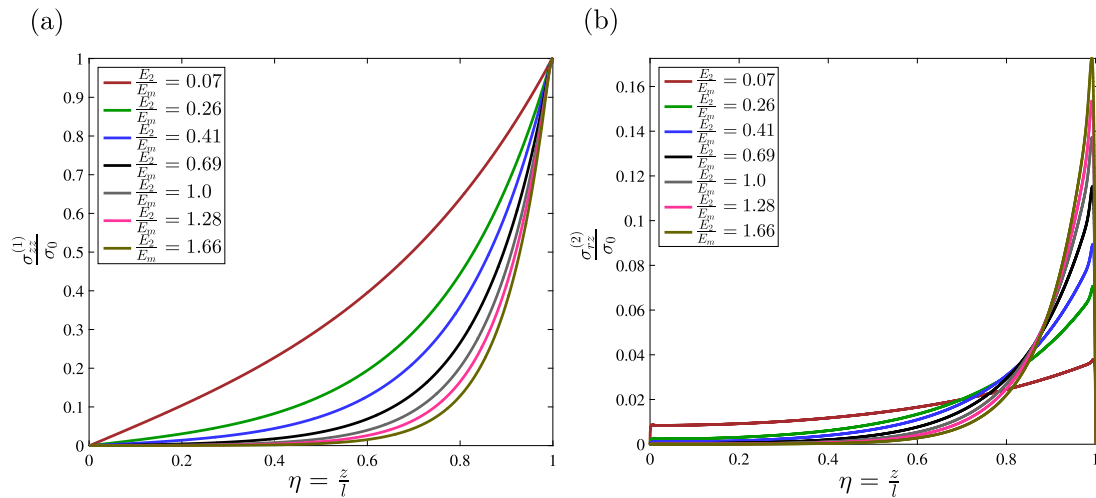 (a)
1
0.9
0.8
0.7
0.6
0.5
0.4
0.3
0.2
0.1
0
0 0.2 0.4 0.6 0.8 1
σ_{zz}^{(1)}/σ_0
η = z/l
E_2/E_m = 0.07
E_2/E_m = 0.26
E_2/E_m = 0.41
E_2/E_m = 0.69
E_2/E_m = 1.0
E_2/E_m = 1.28
E_2/E_m = 1.66
(b)
0.16
0.14
0.12
0.1
0.08
0.06
0.04
0.02
0
0 0.2 0.4 0.6 0.8 1
σ_{rz}^{(2)}/σ_0
η = z/l
E_2/E_m = 0.07
E_2/E_m = 0.26
E_2/E_m = 0.41
E_2/E_m = 0.69
E_2/E_m = 1.0
E_2/E_m = 1.28
E_2/E_m = 1.66